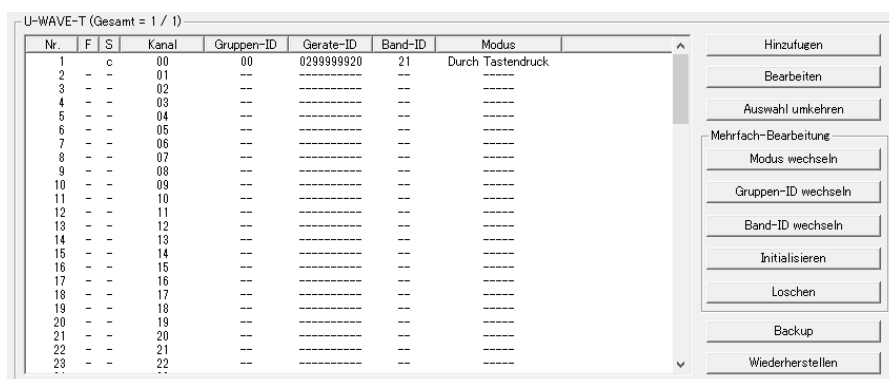 U-WAVE-T (Gesamt = 1 / 1)
Nr. F S Kanal Gruppen-ID Gerate-ID Band-ID Modus
1 c 00 00 0299999920 21 Durch Tastendruck
2 - - 01 -- ---------- -- -----
3 - - 02 -- ---------- -- -----
4 - - 03 -- ---------- -- -----
5 - - 04 -- ---------- -- -----
6 - - 05 -- ---------- -- -----
7 - - 06 -- ---------- -- -----
8 - - 07 -- ---------- -- -----
9 - - 08 -- ---------- -- -----
10 - - 09 -- ---------- -- -----
11 - - 10 -- ---------- -- -----
12 - - 11 -- ---------- -- -----
13 - - 12 -- ---------- -- -----
14 - - 13 -- ---------- -- -----
15 - - 14 -- ---------- -- -----
16 - - 15 -- ---------- -- -----
17 - - 16 -- ---------- -- -----
18 - - 17 -- ---------- -- -----
19 - - 18 -- ---------- -- -----
20 - - 19 -- ---------- -- -----
21 - - 20 -- ---------- -- -----
22 - - 21 -- ---------- -- -----
23 - - 22 -- ---------- -- -----
Hinzufugen
Bearbeiten
Auswahl umkehren
Mehrfach-Bearbeitung
Modus wechseln
Gruppen-ID wechseln
Band-ID wechseln
Initialisieren
Loschen
Backup
Wiederherstellen